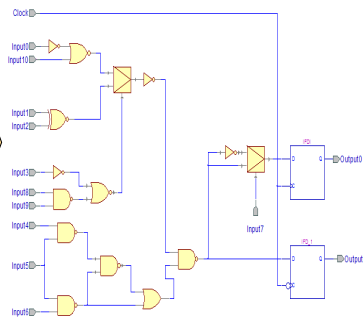 Clock
Input0
Input10
Input1
Input2
Input3
Input8
Input9
Input4
Input5
Input6
Input7
IFD
D
Q
C
Output0
IFD_1
D
Q
C
Output